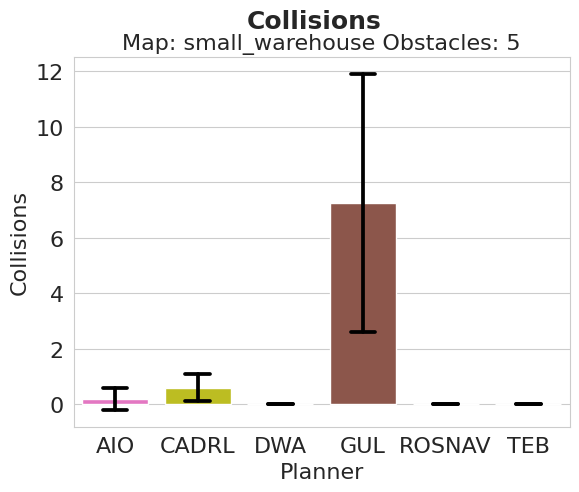 Collisions
Map: small_warehouse Obstacles: 5
12
10
8
6
4
2
0
Collisions
AIO CADRL DWA GUL ROSNAV TEB
Planner